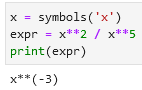 x = symbols('x')
expr = x**2 / x**5
print(expr)
x**(-3)